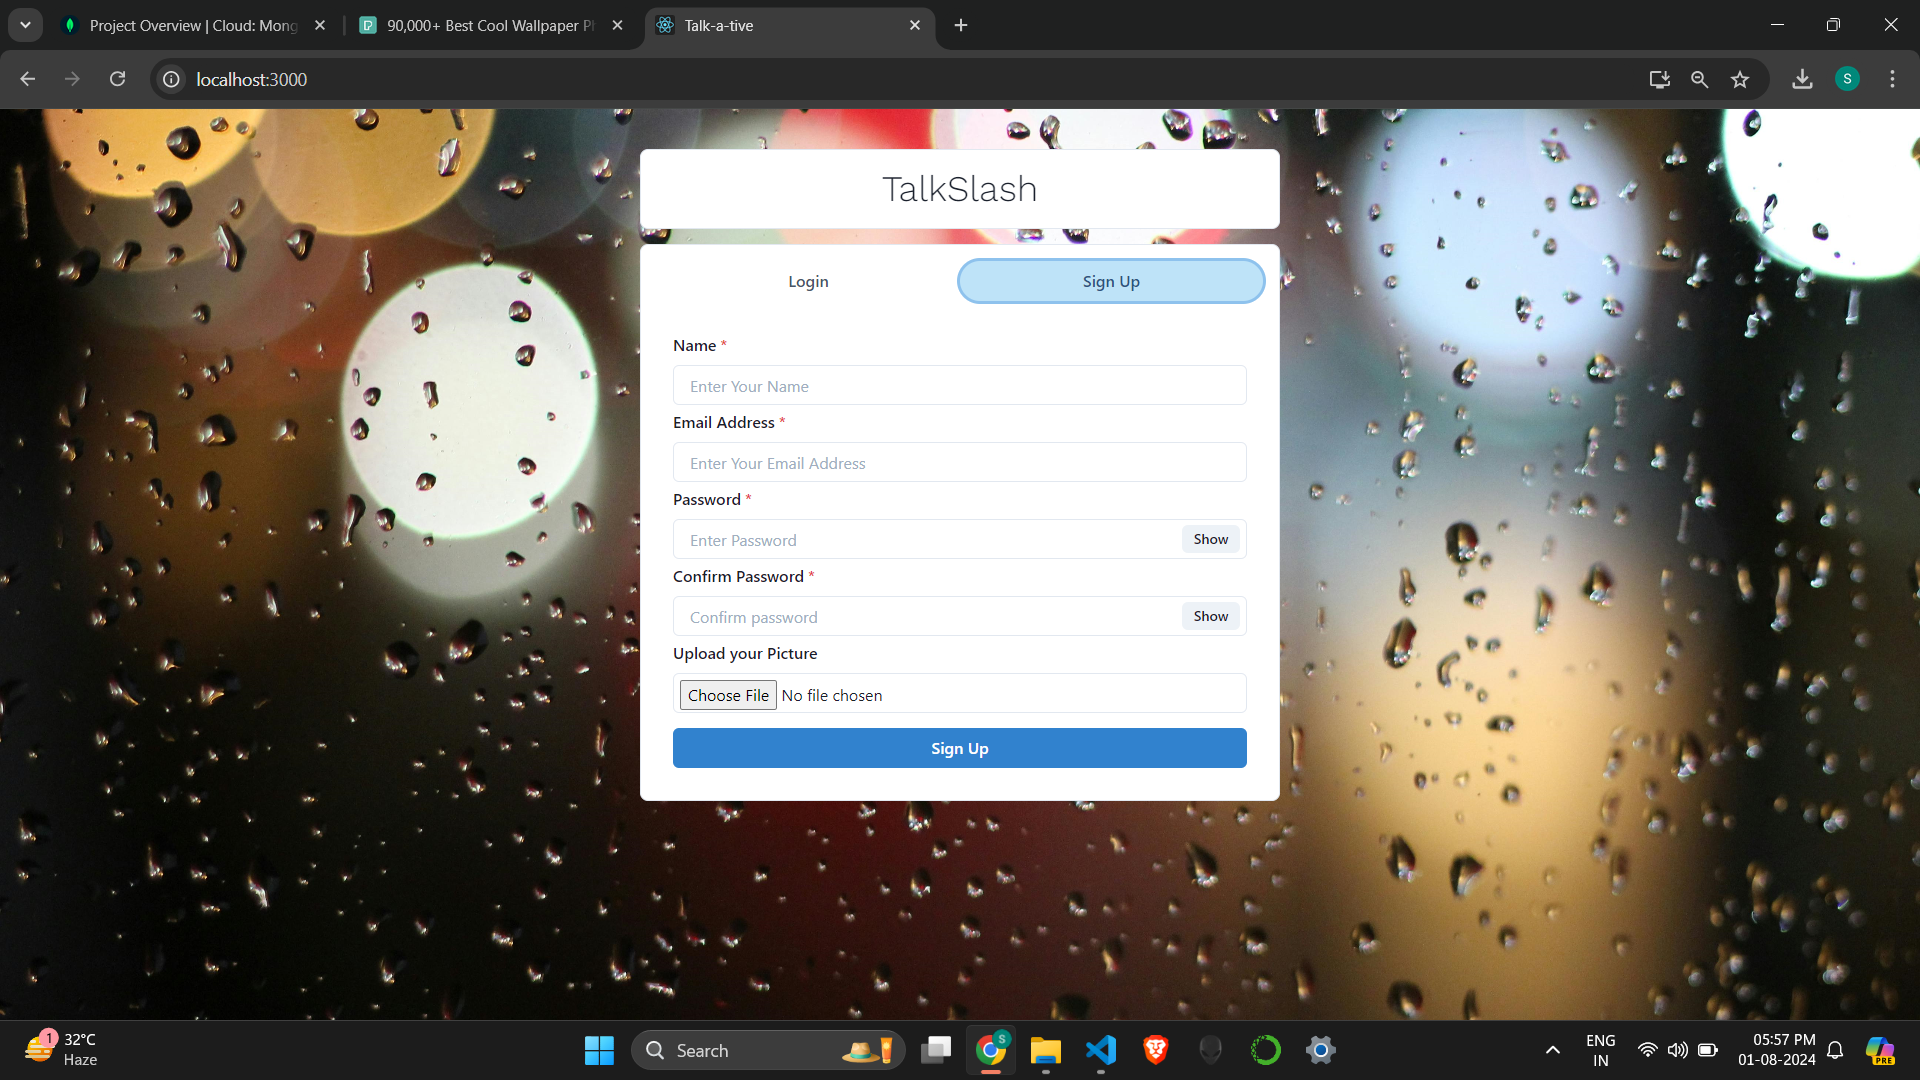 Project Overview | Cloud: Mong
90,000+ Best Cool Wallpaper Ph
Talk-a-tive
localhost:3000
S
TalkSlash
Login
Sign Up
Name *
Enter Your Name
Email Address *
Enter Your Email Address
Password *
Enter Password
Show
Confirm Password *
Confirm password
Show
Upload your Picture
Choose File No file chosen
Sign Up
1
32°C
Haze
Search
S
ENG
IN
05:57 PM
01-08-2024
PRE